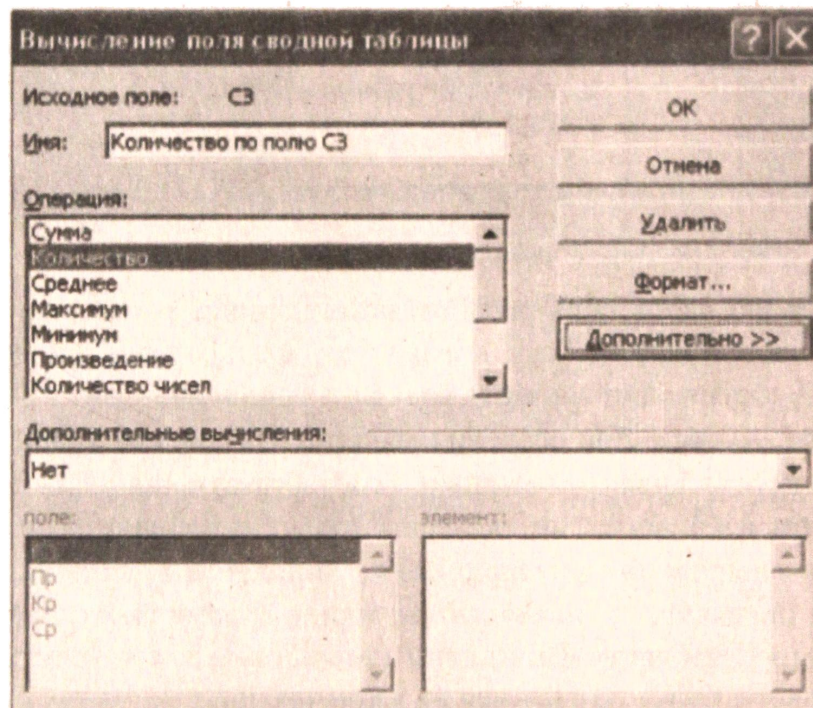 Вычисление поля сводной таблицы
Исходное поле: С3
Имя: Количество по полю С3
Операция:
Сумма
Количество
Среднее
Максимум
Минимум
Произведение
Количество чисел
ОК
Отмена
Удалить
Формат...
Дополнительно >>
Дополнительные вычисления:
Нет
поле:
Пр
Кр
Ср
элемент: